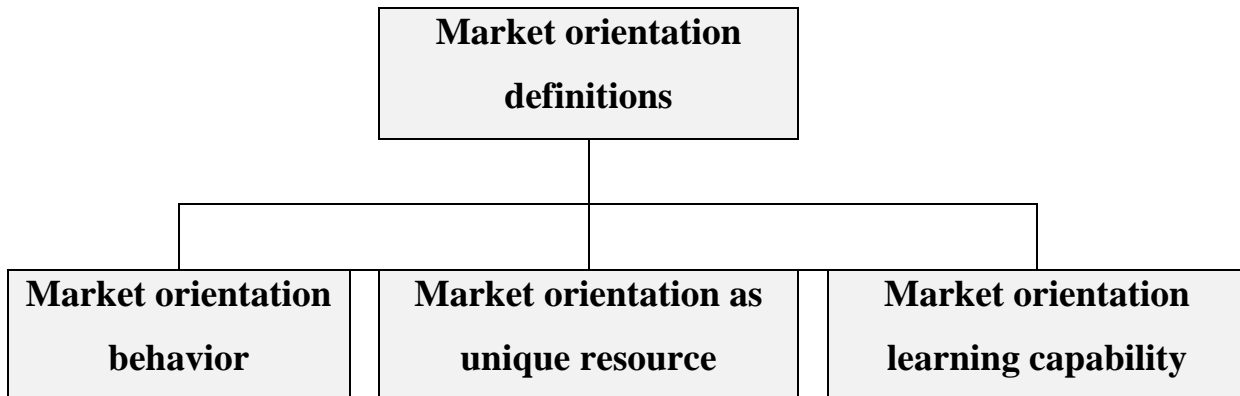 Market orientation
definitions
Market orientation
behavior
Market orientation as
unique resource
Market orientation
learning capability